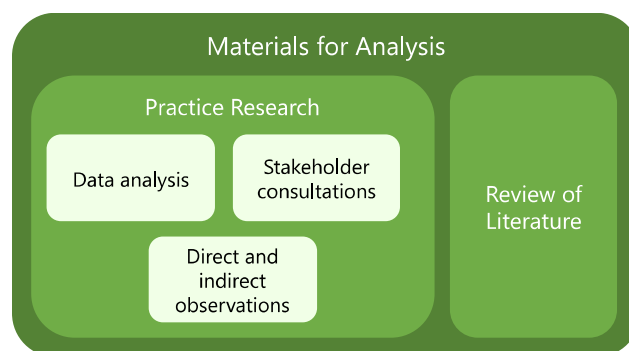 Materials for Analysis
Practice Research
Data analysis
Stakeholder
consultations
Direct and
indirect
observations
Review of
Literature